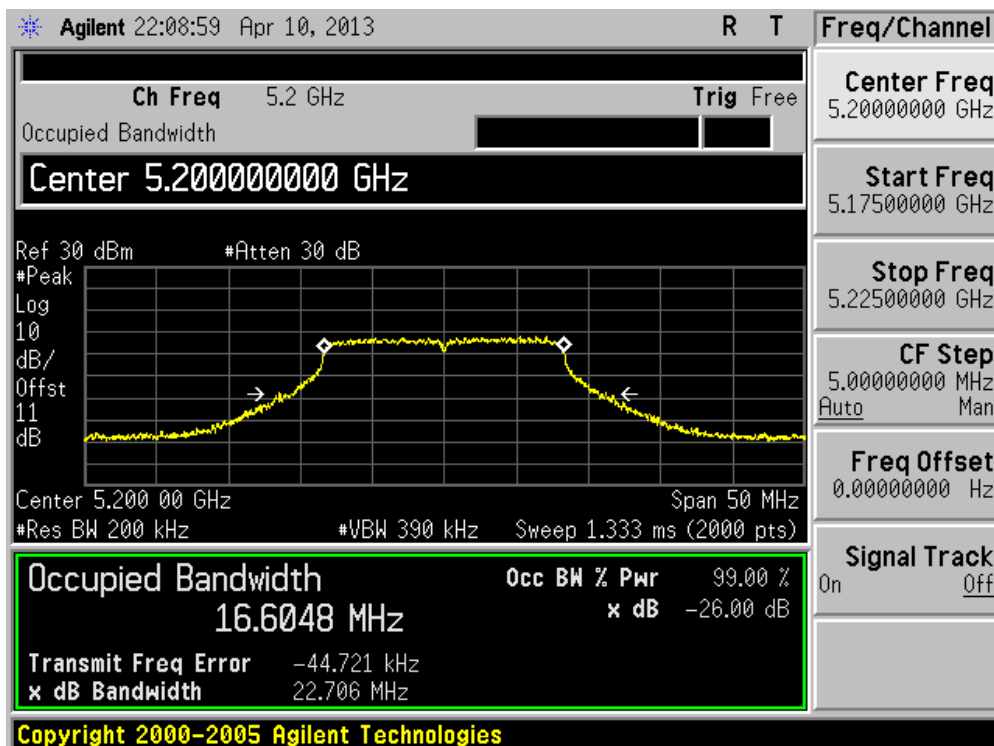 Agilent 22:08:59 Apr 10, 2013 R T
Ch Freq 5.2 GHz Trig Free
Occupied Bandwidth
Center 5.200000000 GHz
Ref 30 dBm #Atten 30 dB
#Peak
Log
10
dB/
Offst
11
dB
Center 5.200 00 GHz Span 50 MHz
#Res BW 200 kHz #VBW 390 kHz Sweep 1.333 ms (2000 pts)
Occupied Bandwidth
16.6048 MHz
Occ BW % Pwr 99.00 %
x dB -26.00 dB
Transmit Freq Error -44.721 kHz
x dB Bandwidth 22.706 MHz
Copyright 2000-2005 Agilent Technologies
Freq/Channel
Center Freq
5.20000000 GHz
Start Freq
5.17500000 GHz
Stop Freq
5.22500000 GHz
CF Step
5.00000000 MHz
Auto Man
Freq Offset
0.00000000 Hz
Signal Track
On Off